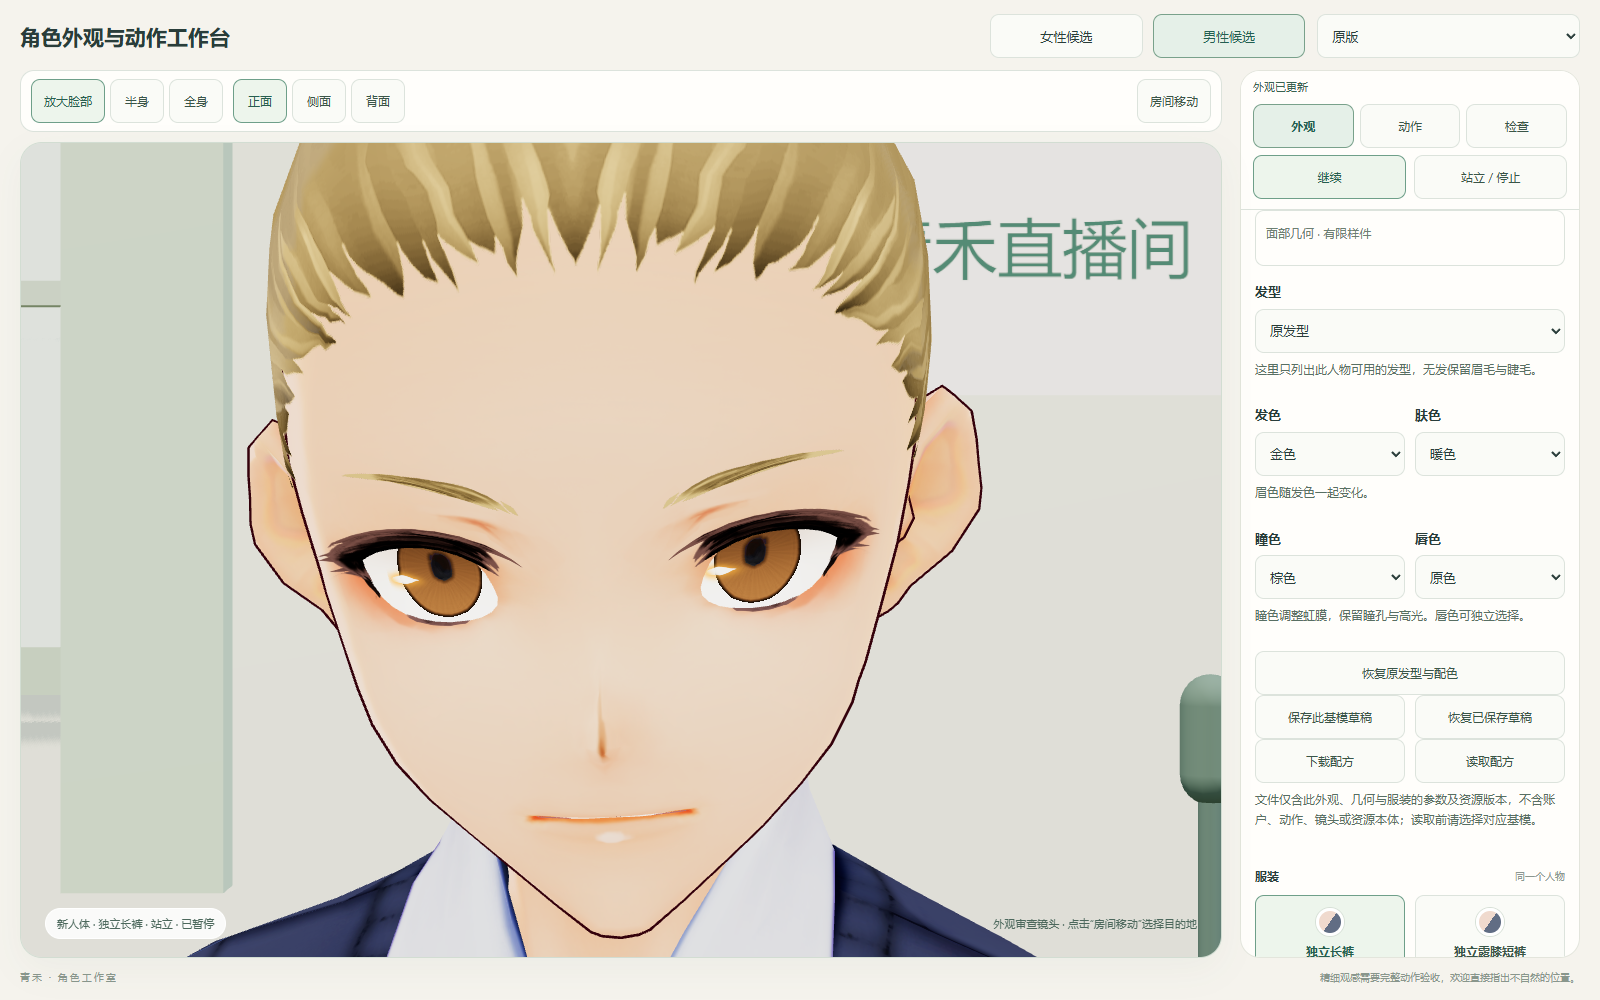 角色外观与动作工作台
女性候选
男性候选
原版
放大脸部
半身
全身
正面
侧面
背面
房间移动
禾直播间
新人体 · 独立长裤 · 站立 · 已暂停
外观审查镜头 · 点击“房间移动”选择目的地
外观已更新
外观
动作
检查
继续
站立 / 停止
面部几何 · 有限样件
发型
原发型
这里只列出此人物可用的发型，无发保留眉毛与睫毛。
发色
肤色
金色
暖色
眉色随发色一起变化。
瞳色
唇色
棕色
原色
瞳色调整虹膜，保留瞳孔与高光。唇色可独立选择。
恢复原发型与配色
保存此基模草稿
恢复已保存草稿
下载配方
读取配方
文件仅含此外观、几何与服装的参数及资源版本，不含账
户、动作、镜头或资源本体；读取前请选择对应基模。
服装
同一个人物
独立长裤
独立露膝短裤
青禾 · 角色工作室
精细观感需要完整动作验收，欢迎直接指出不自然的位置。